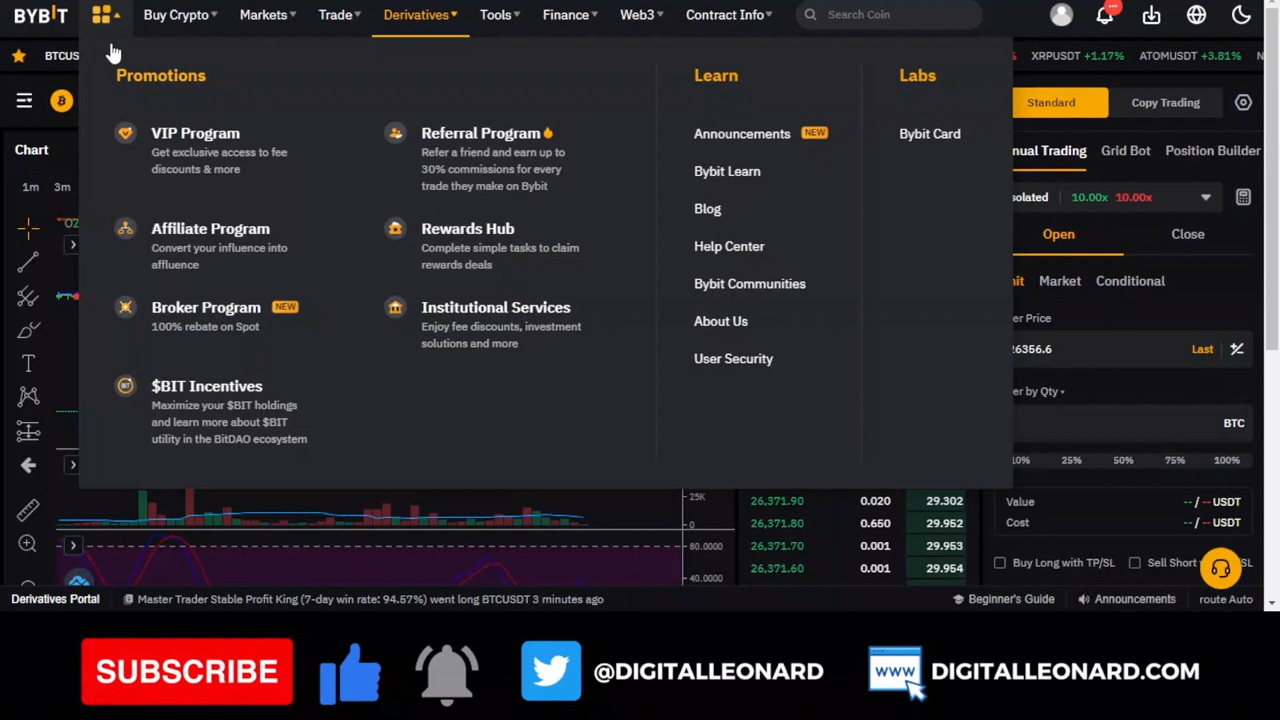 BYBIT
Buy Crypto
Markets
Trade
Derivatives
Tools
Finance
Web3
Contract Info
Search Coin
BTCUS
XRPUSDT +1.17%
ATOMUSDT +3.81%
Promotions
Learn
Labs
VIP Program
Get exclusive access to fee
discounts & more
Referral Program
Refer a friend and earn up to
30% commissions for every
trade they make on Bybit
Affiliate Program
Convert your influence into
affluence
Rewards Hub
Complete simple tasks to claim
rewards deals
Broker Program NEW
100% rebate on Spot
Institutional Services
Enjoy fee discounts, investment
solutions and more
$BIT Incentives
Maximize your $BIT holdings
and learn more about $BIT
utility in the BitDAO ecosystem
Announcements NEW
Bybit Learn
Blog
Help Center
Bybit Communities
About Us
User Security
Bybit Card
Standard
Copy Trading
Chart
1m
3m
nual Trading
Grid Bot
Position Builder
solated
10.00x
10.00x
Open
Close
Market
Conditional
er Price
26356.6
Last
er by Qty
BTC
10%
25%
50%
75%
100%
Value
-- / -- USDT
Cost
-- / -- USDT
Buy Long with TP/SL
Sell Short
SL
25K
0
80.0000
40.0000
26,371.90 0.020 29.302
26,371.80 0.650 29.952
26,371.70 0.001 29.953
26,371.60 0.001 29.954
Derivatives Portal
Master Trader Stable Profit King (7-day win rate: 94.57%) went long BTCUSDT 3 minutes ago
Beginner's Guide
Announcements
route Auto
SUBSCRIBE
@DIGITALLEONARD
WWW
DIGITALLEONARD.COM